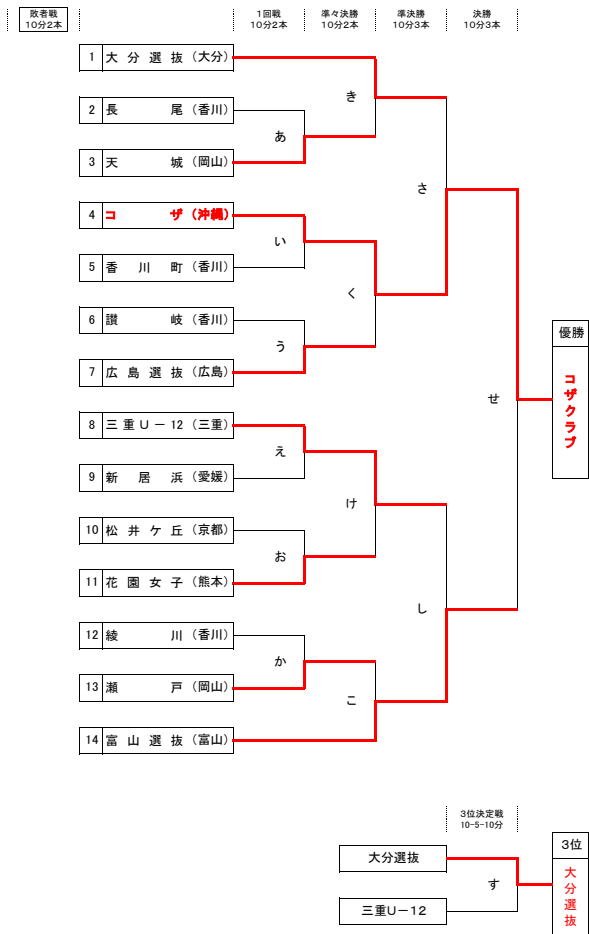 敗者戦 1回戦 準々決勝 準決勝 決勝
10分2本 10分2本 10分2本 10分3本 10分3本
1 大分選抜 (大分)
き
2 長尾 (香川)
あ
3 天城 (岡山)
さ
4 コザ (沖縄)
い
5 香川町 (香川)
く
6 讃岐 (香川)
う
7 広島選抜 (広島)
優勝
コザクラブ
せ
8 三重U-12 (三重)
え
9 新居浜 (愛媛)
け
10 松井ケ丘 (京都)
お
11 花園女子 (熊本)
し
12 綾川 (香川)
か
13 瀬戸 (岡山)
こ
14 富山選抜 (富山)
3位決定戦
10-5-10分
3位
大分選抜
大分選抜
す
三重U-12